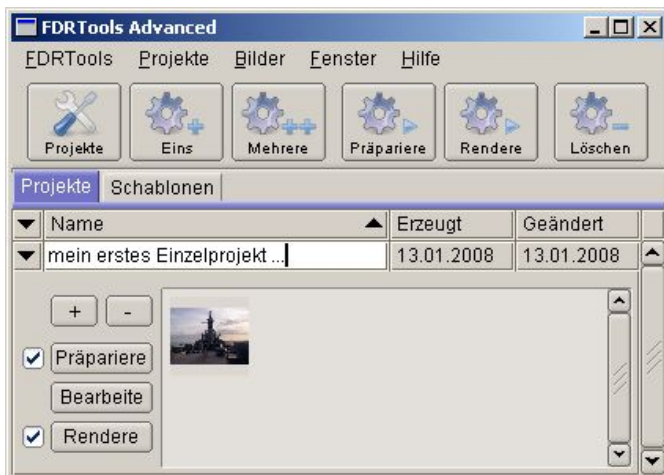 FDRTools Advanced
FDRTools Projekte Bilder Fenster Hilfe
Projekte Eins Mehrere Präpariere Rendere Löschen
Projekte Schablonen
Name Erzeugt Geändert
mein erstes Einzelprojekt ... 13.01.2008 13.01.2008
+ -
Präpariere
Bearbeite
Rendere